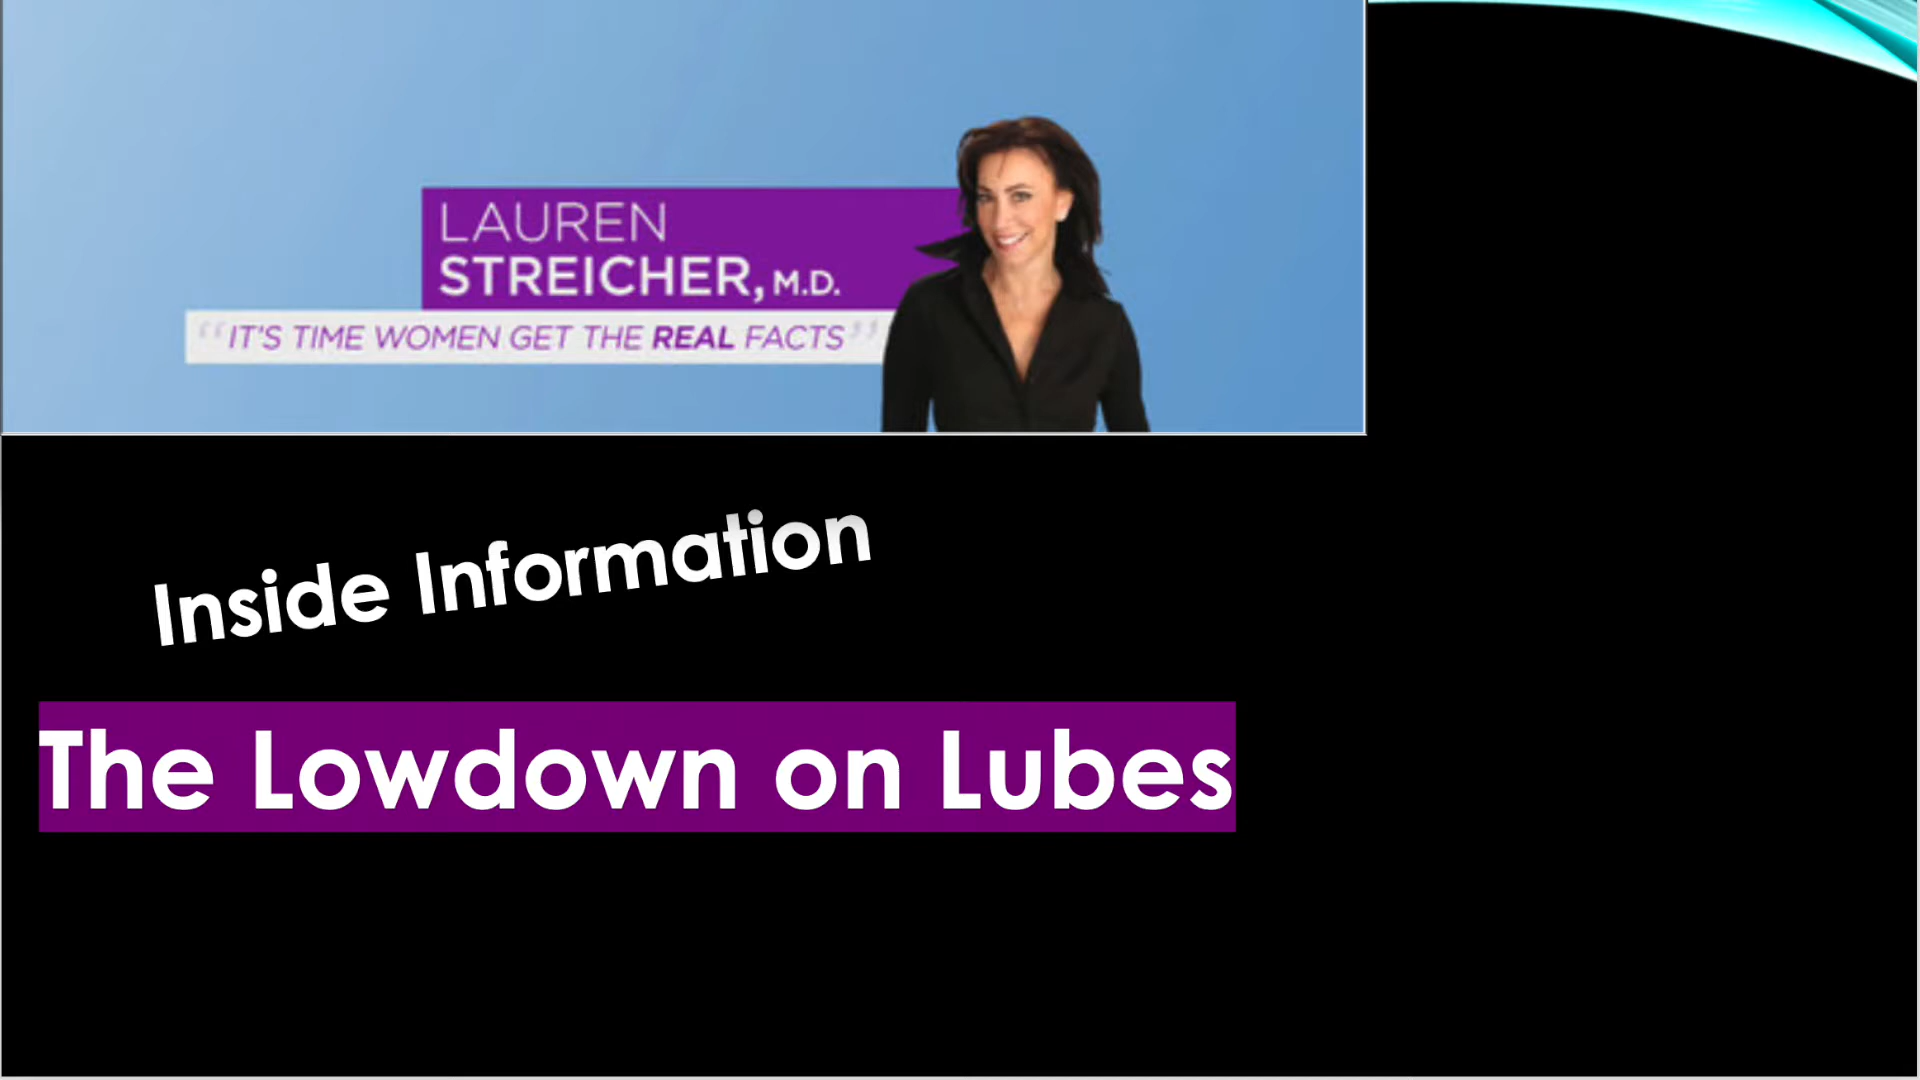 LAUREN
STREICHER, M.D.
“IT'S TIME WOMEN GET THE REAL FACTS”
Inside Information
The Lowdown on Lubes